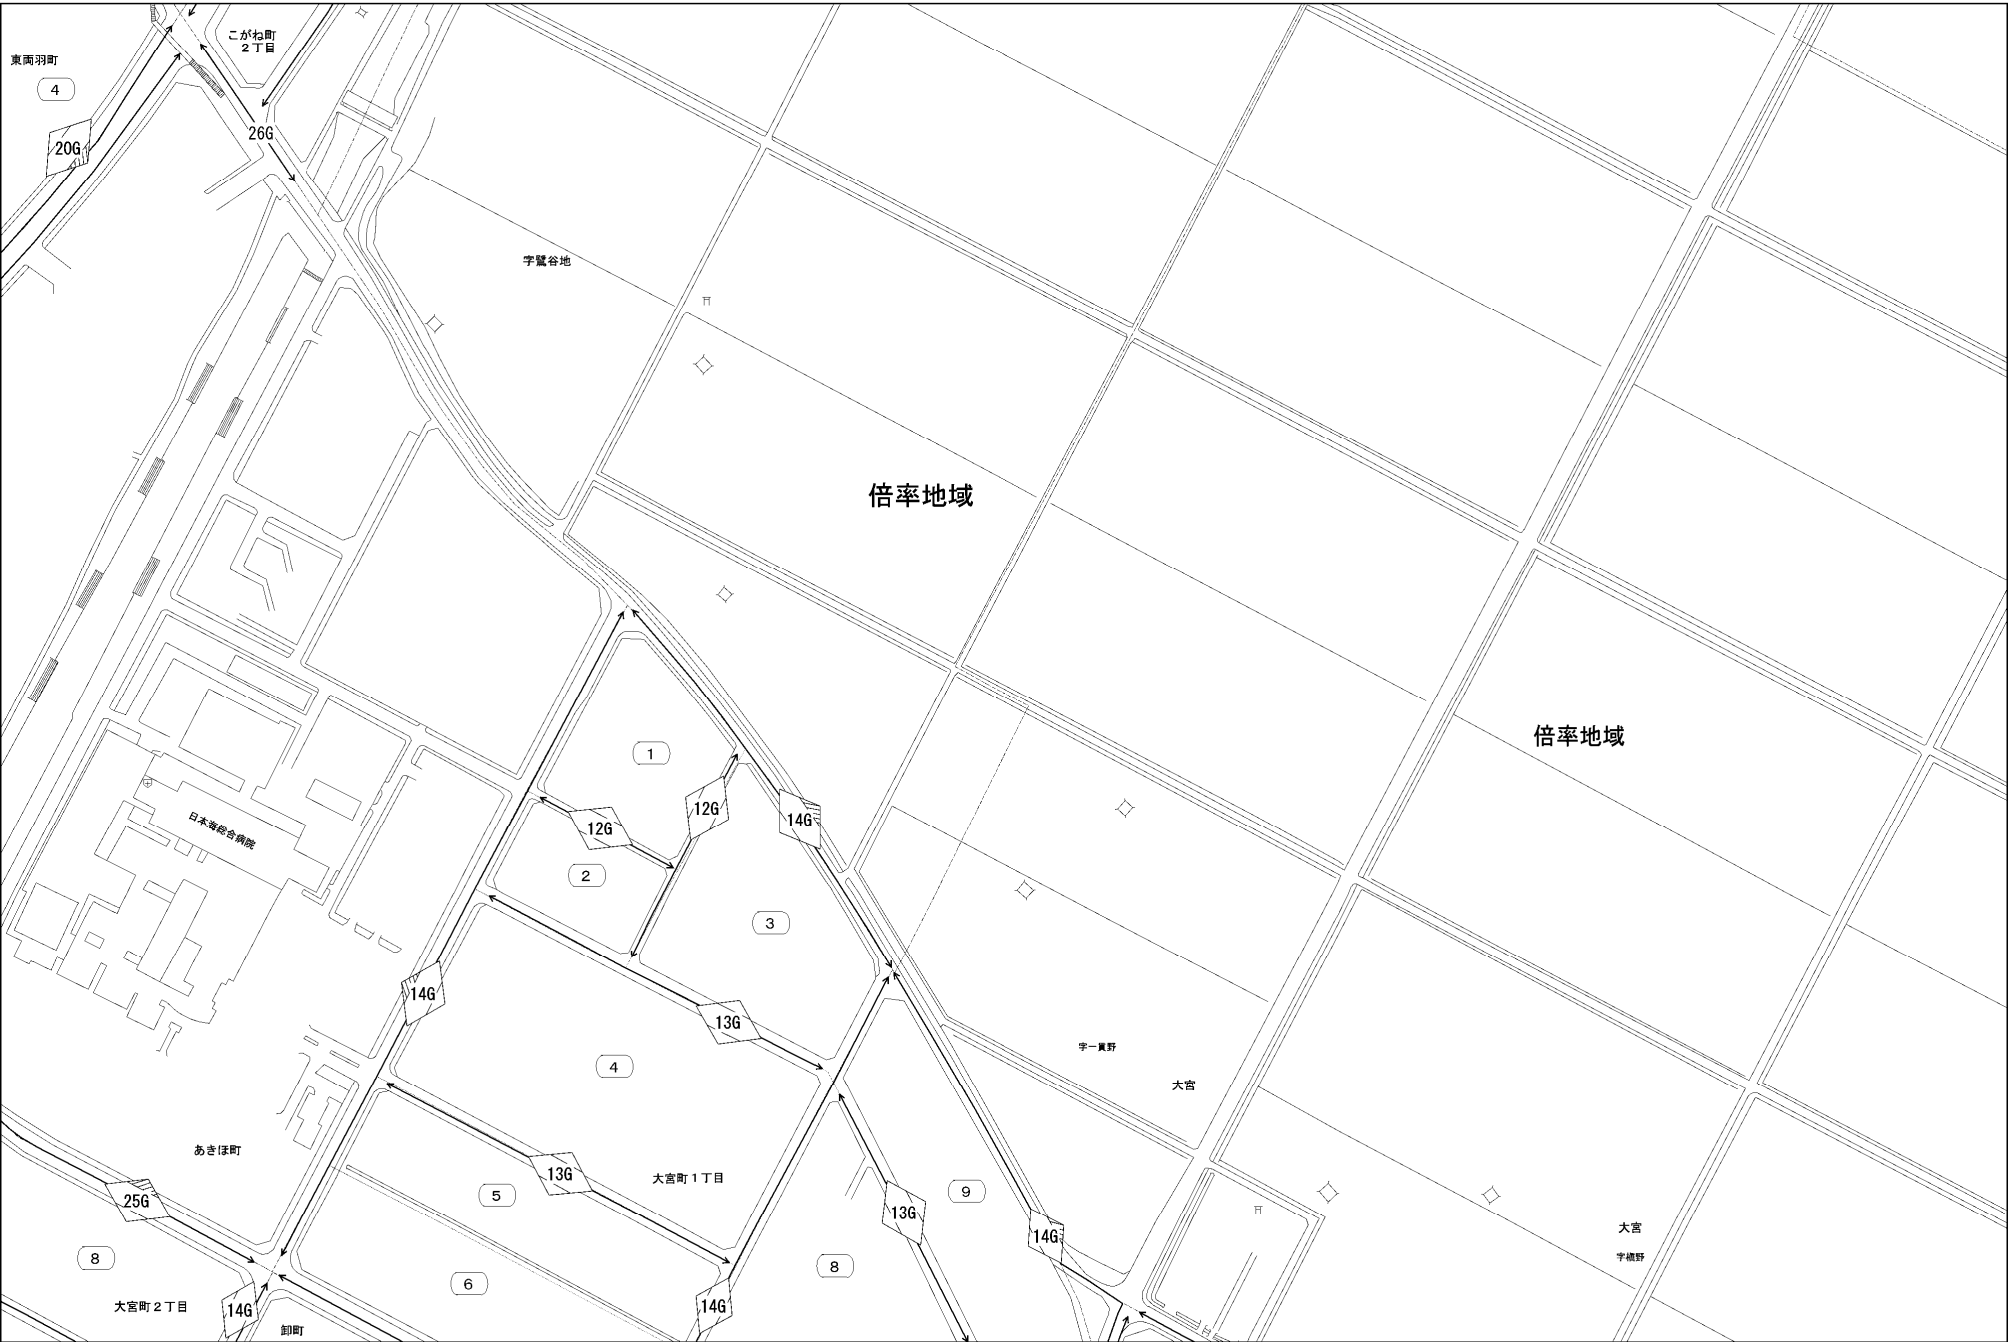 こがね町
２丁目
東両羽町
4
26G
20G
字鷺谷地
倍率地域
倍率地域
1
12G
12G
14G
日本海総合病院
2
3
14G
13G
4
字一貫野
大宮
あきほ町
13G
大宮町１丁目
5
9
25G
13G
14G
大宮
8
8
字楯野
6
14G
14G
大宮町２丁目
卸町